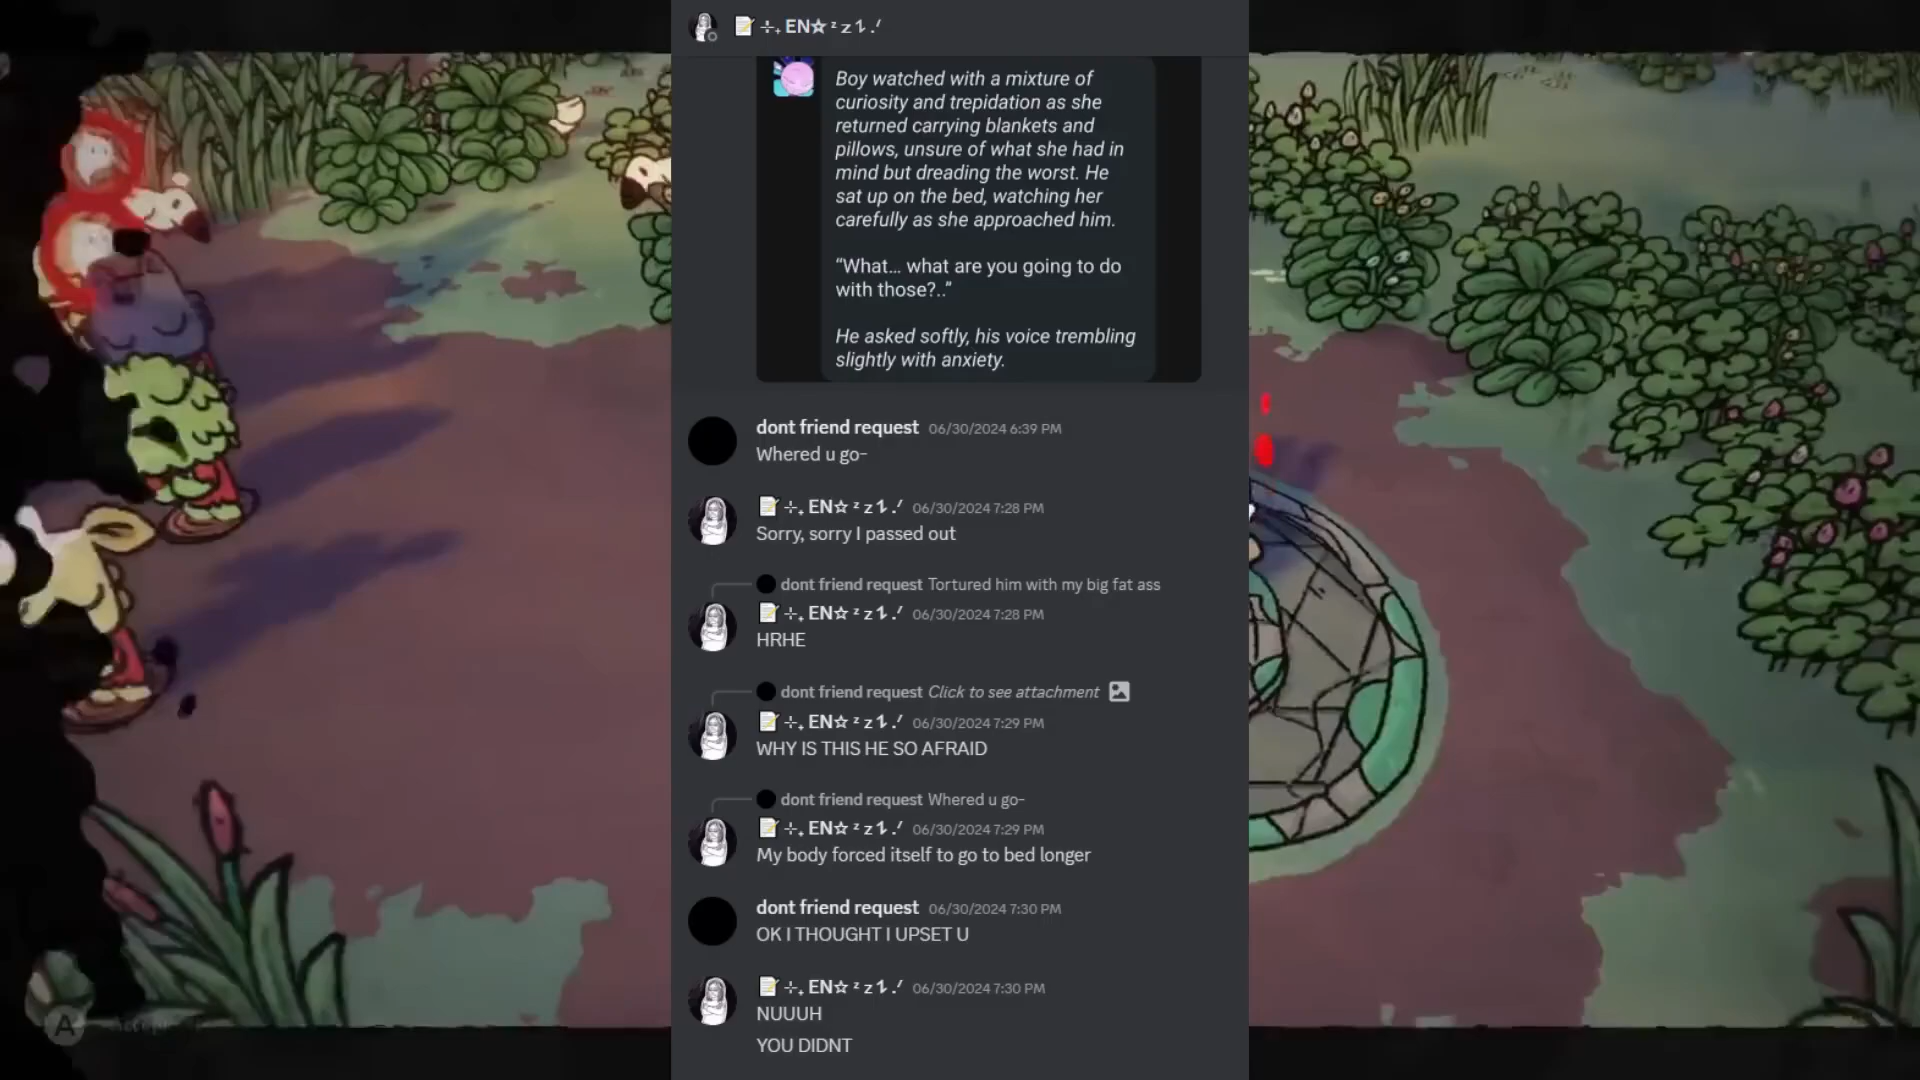 📝 ⊹₊ EN☆ ᶻ 𝗓 𐰁 .ᐟ
Boy watched with a mixture of
curiosity and trepidation as she
returned carrying blankets and
pillows, unsure of what she had in
mind but dreading the worst. He
sat up on the bed, watching her
carefully as she approached him.
“What… what are you going to do
with those?..”
He asked softly, his voice trembling
slightly with anxiety.
dont friend request 06/30/2024 6:39 PM
Whered u go-
📝 ⊹₊ EN☆ ᶻ 𝗓 𐰁 .ᐟ 06/30/2024 7:28 PM
Sorry, sorry I passed out
dont friend request Tortured him with my big fat ass
📝 ⊹₊ EN☆ ᶻ 𝗓 𐰁 .ᐟ 06/30/2024 7:28 PM
HRHE
dont friend request Click to see attachment
📝 ⊹₊ EN☆ ᶻ 𝗓 𐰁 .ᐟ 06/30/2024 7:29 PM
WHY IS THIS HE SO AFRAID
dont friend request Whered u go-
📝 ⊹₊ EN☆ ᶻ 𝗓 𐰁 .ᐟ 06/30/2024 7:29 PM
My body forced itself to go to bed longer
dont friend request 06/30/2024 7:30 PM
OK I THOUGHT I UPSET U
📝 ⊹₊ EN☆ ᶻ 𝗓 𐰁 .ᐟ 06/30/2024 7:30 PM
NUUUH
YOU DIDNT
A